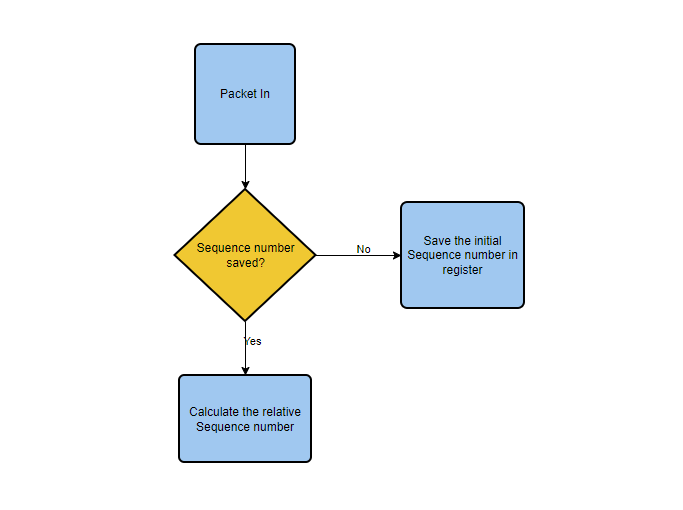 Packet In
Sequence number
saved?
No
Save the initial
Sequence number in
register
Yes
Calculate the relative
Sequence number